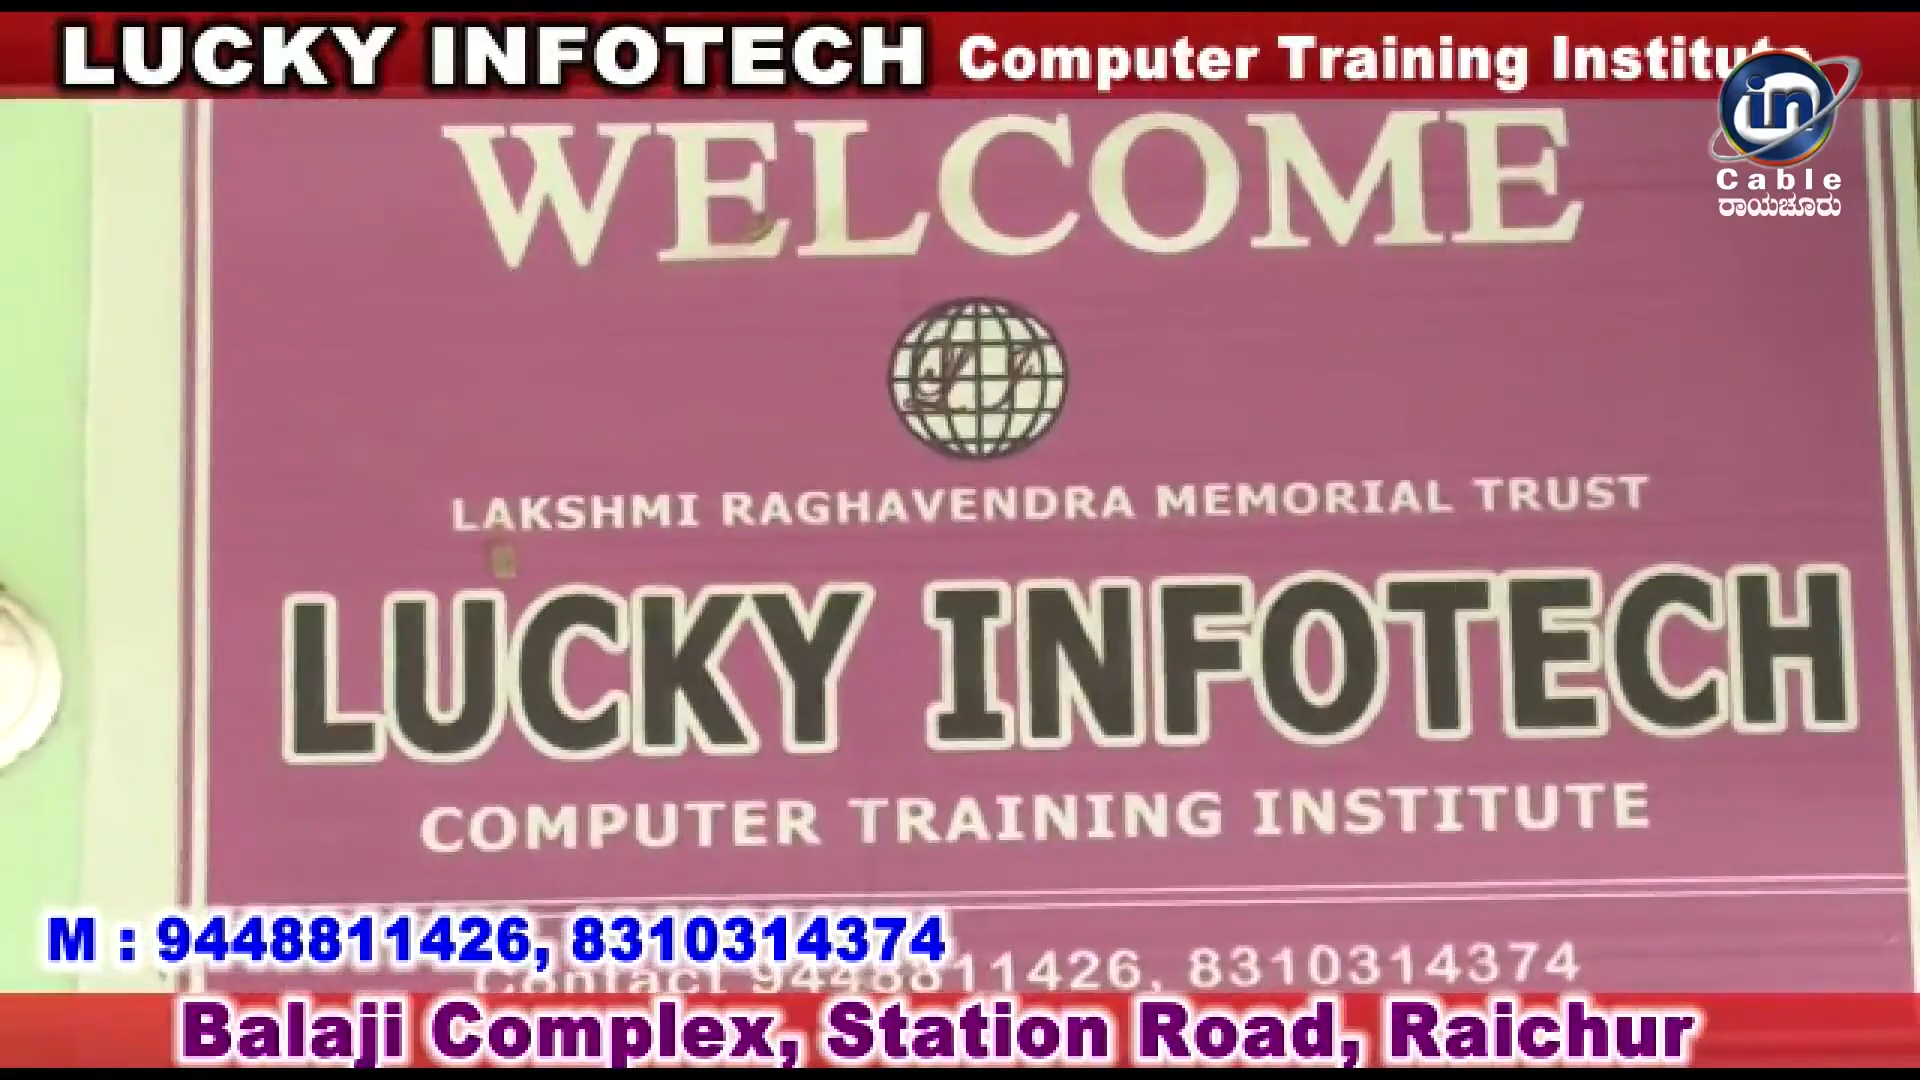 LUCKY INFOTECH Computer Training Institute
in
Cable
ರಾಯಚೂರು
WELCOME
LAKSHMI RAGHAVENDRA MEMORIAL TRUST
LUCKY INFOTECH
COMPUTER TRAINING INSTITUTE
M : 9448811426, 8310314374
Contact 9448811426, 8310314374
Balaji Complex, Station Road, Raichur